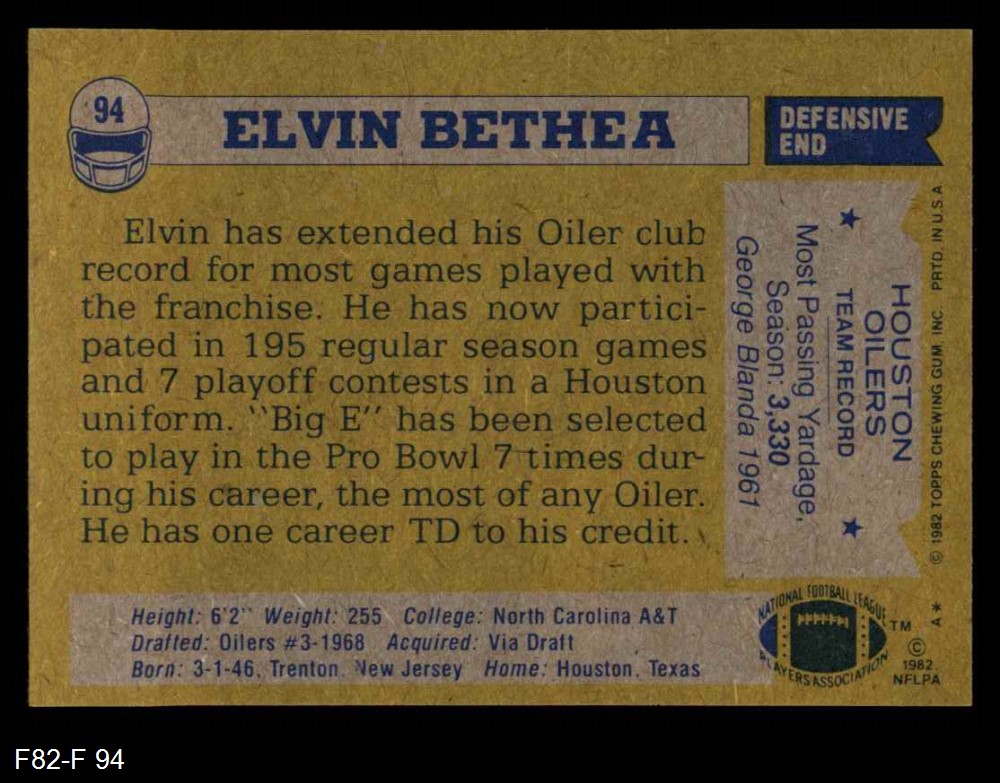 94
ELVIN BETHEA
DEFENSIVE
END
Elvin has extended his Oiler club
record for most games played with
the franchise. He has now partici-
pated in 195 regular season games
and 7 playoff contests in a Houston
uniform. ‘‘Big E’’ has been selected
to play in the Pro Bowl 7 times dur-
ing his career, the most of any Oiler.
He has one career TD to his credit.
HOUSTON
OILERS
★ TEAM RECORD ★
Most Passing Yardage,
Season: 3,330
George Blanda 1961
© 1982 TOPPS CHEWING GUM, INC. PRTD. IN U.S.A.
Height: 6'2'' Weight: 255 College: North Carolina A&T
Drafted: Oilers #3-1968 Acquired: Via Draft
Born: 3-1-46, Trenton, New Jersey Home: Houston, Texas
NATIONAL FOOTBALL LEAGUE
PLAYERS ASSOCIATION
TM
A*
©
1982
NFLPA
F82-F 94